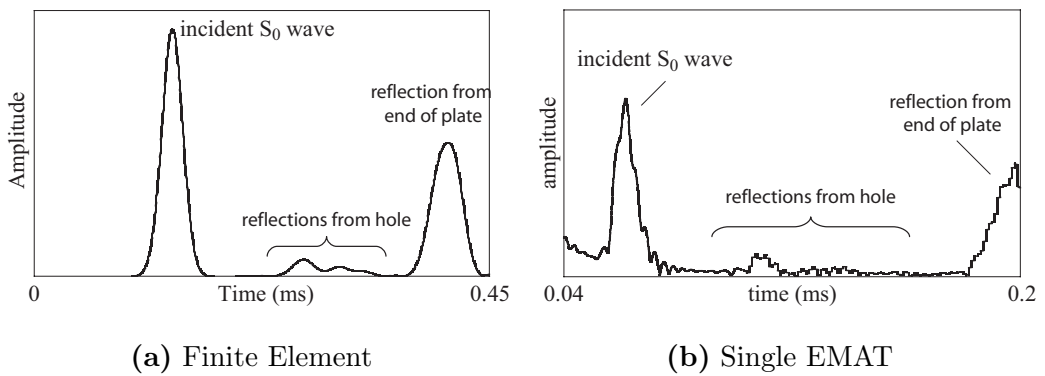 incident S₀ wave
reflection from
end of plate
reflections from hole
Amplitude
0
Time (ms)
0.45
(a) Finite Element
incident S₀ wave
reflection from
end of plate
reflections from hole
amplitude
0.04
time (ms)
0.2
(b) Single EMAT